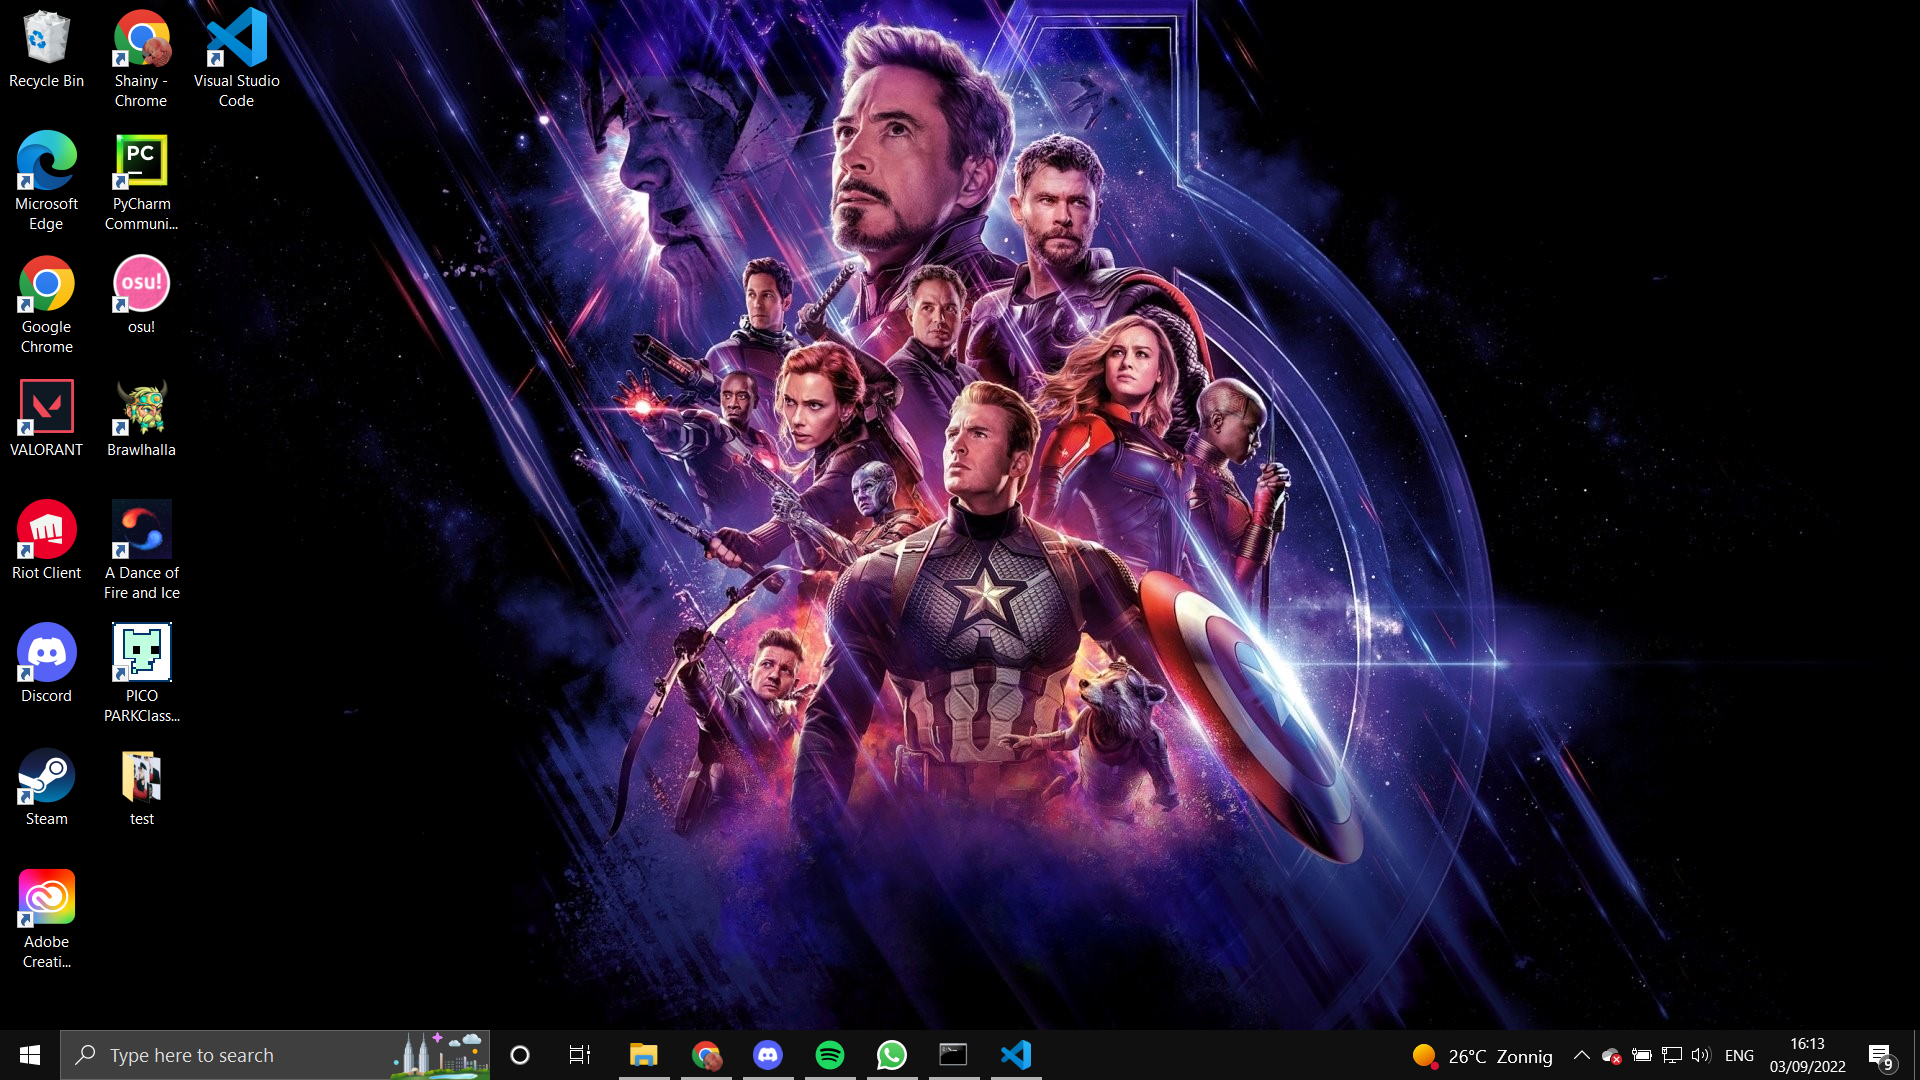 Recycle Bin
Shainy -
Chrome
Visual Studio
Code
Microsoft
Edge
PC
PyCharm
Communi...
Google
Chrome
osu!
osu!
VALORANT
Brawlhalla
Riot Client
A Dance of
Fire and Ice
Discord
PICO
PARKClass...
Steam
test
Adobe
Creati...
Type here to search
26°C Zonnig
ENG
16:13
03/09/2022
9